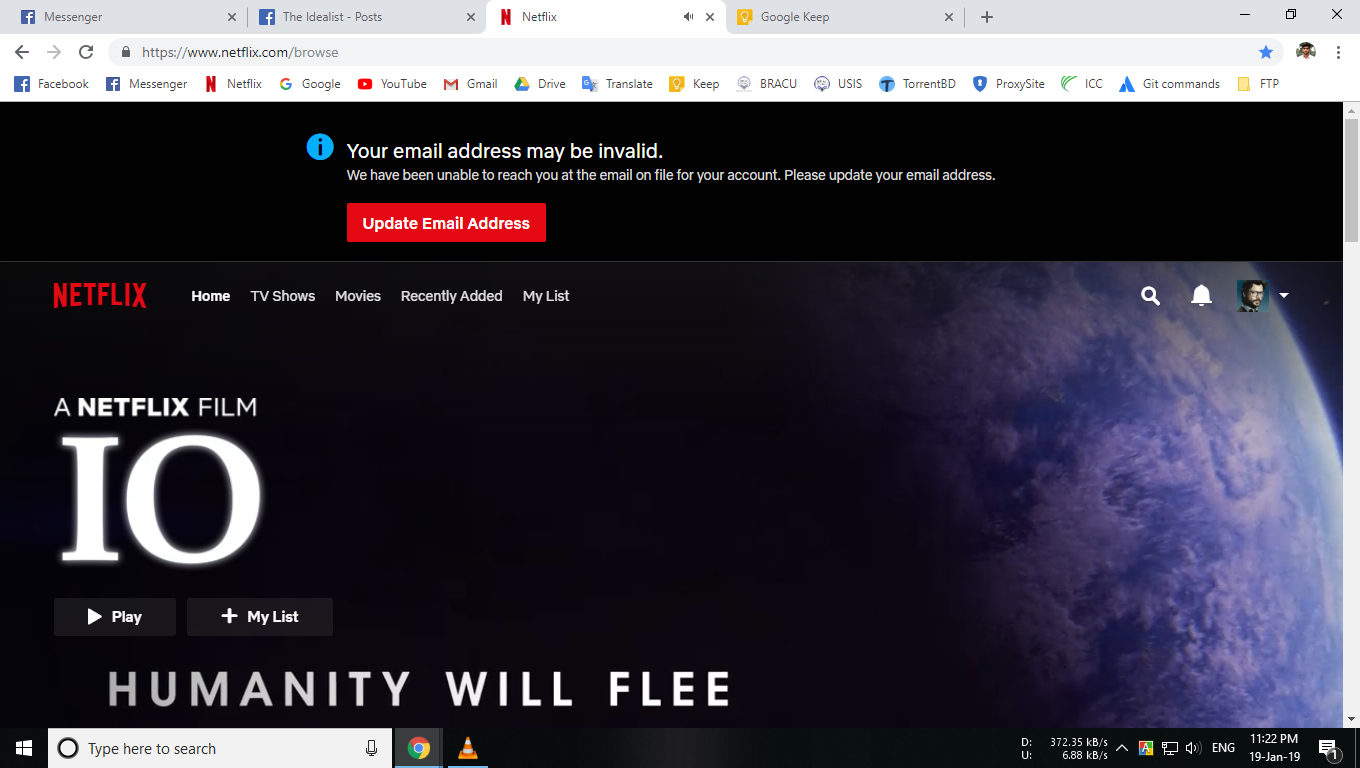 Messenger
The Idealist - Posts
Netflix
Google Keep
https://www.netflix.com/browse
Facebook
Messenger
Netflix
Google
YouTube
Gmail
Drive
Translate
Keep
BRACU
USIS
TorrentBD
ProxySite
ICC
Git commands
FTP
Your email address may be invalid.
We have been unable to reach you at the email on file for your account. Please update your email address.
Update Email Address
NETFLIX
Home
TV Shows
Movies
Recently Added
My List
A NETFLIX FILM
IO
Play
My List
HUMANITY WILL FLEE
Type here to search
D: 372.35 kB/s
U: 6.88 kB/s
ENG
11:22 PM
19-Jan-19
1